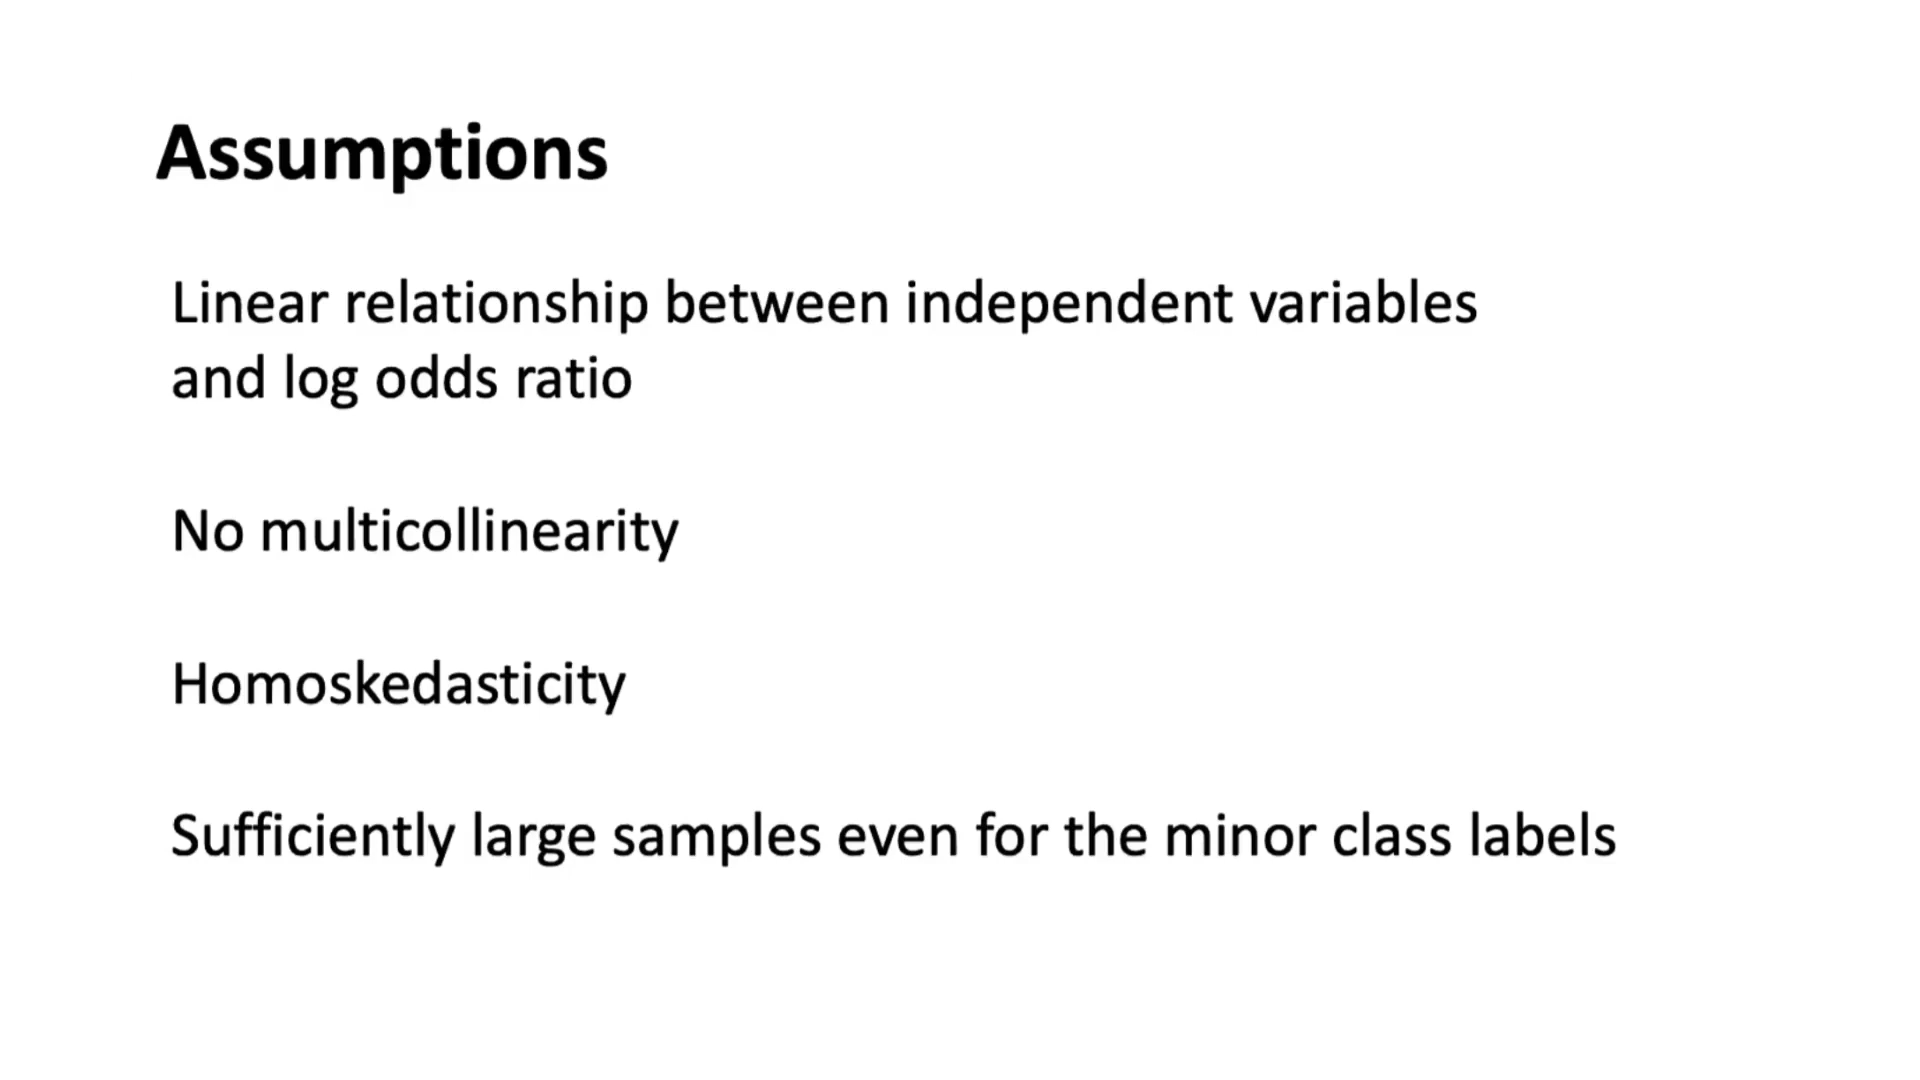 Assumptions
Linear relationship between independent variables
and log odds ratio
No multicollinearity
Homoskedasticity
Sufficiently large samples even for the minor class labels